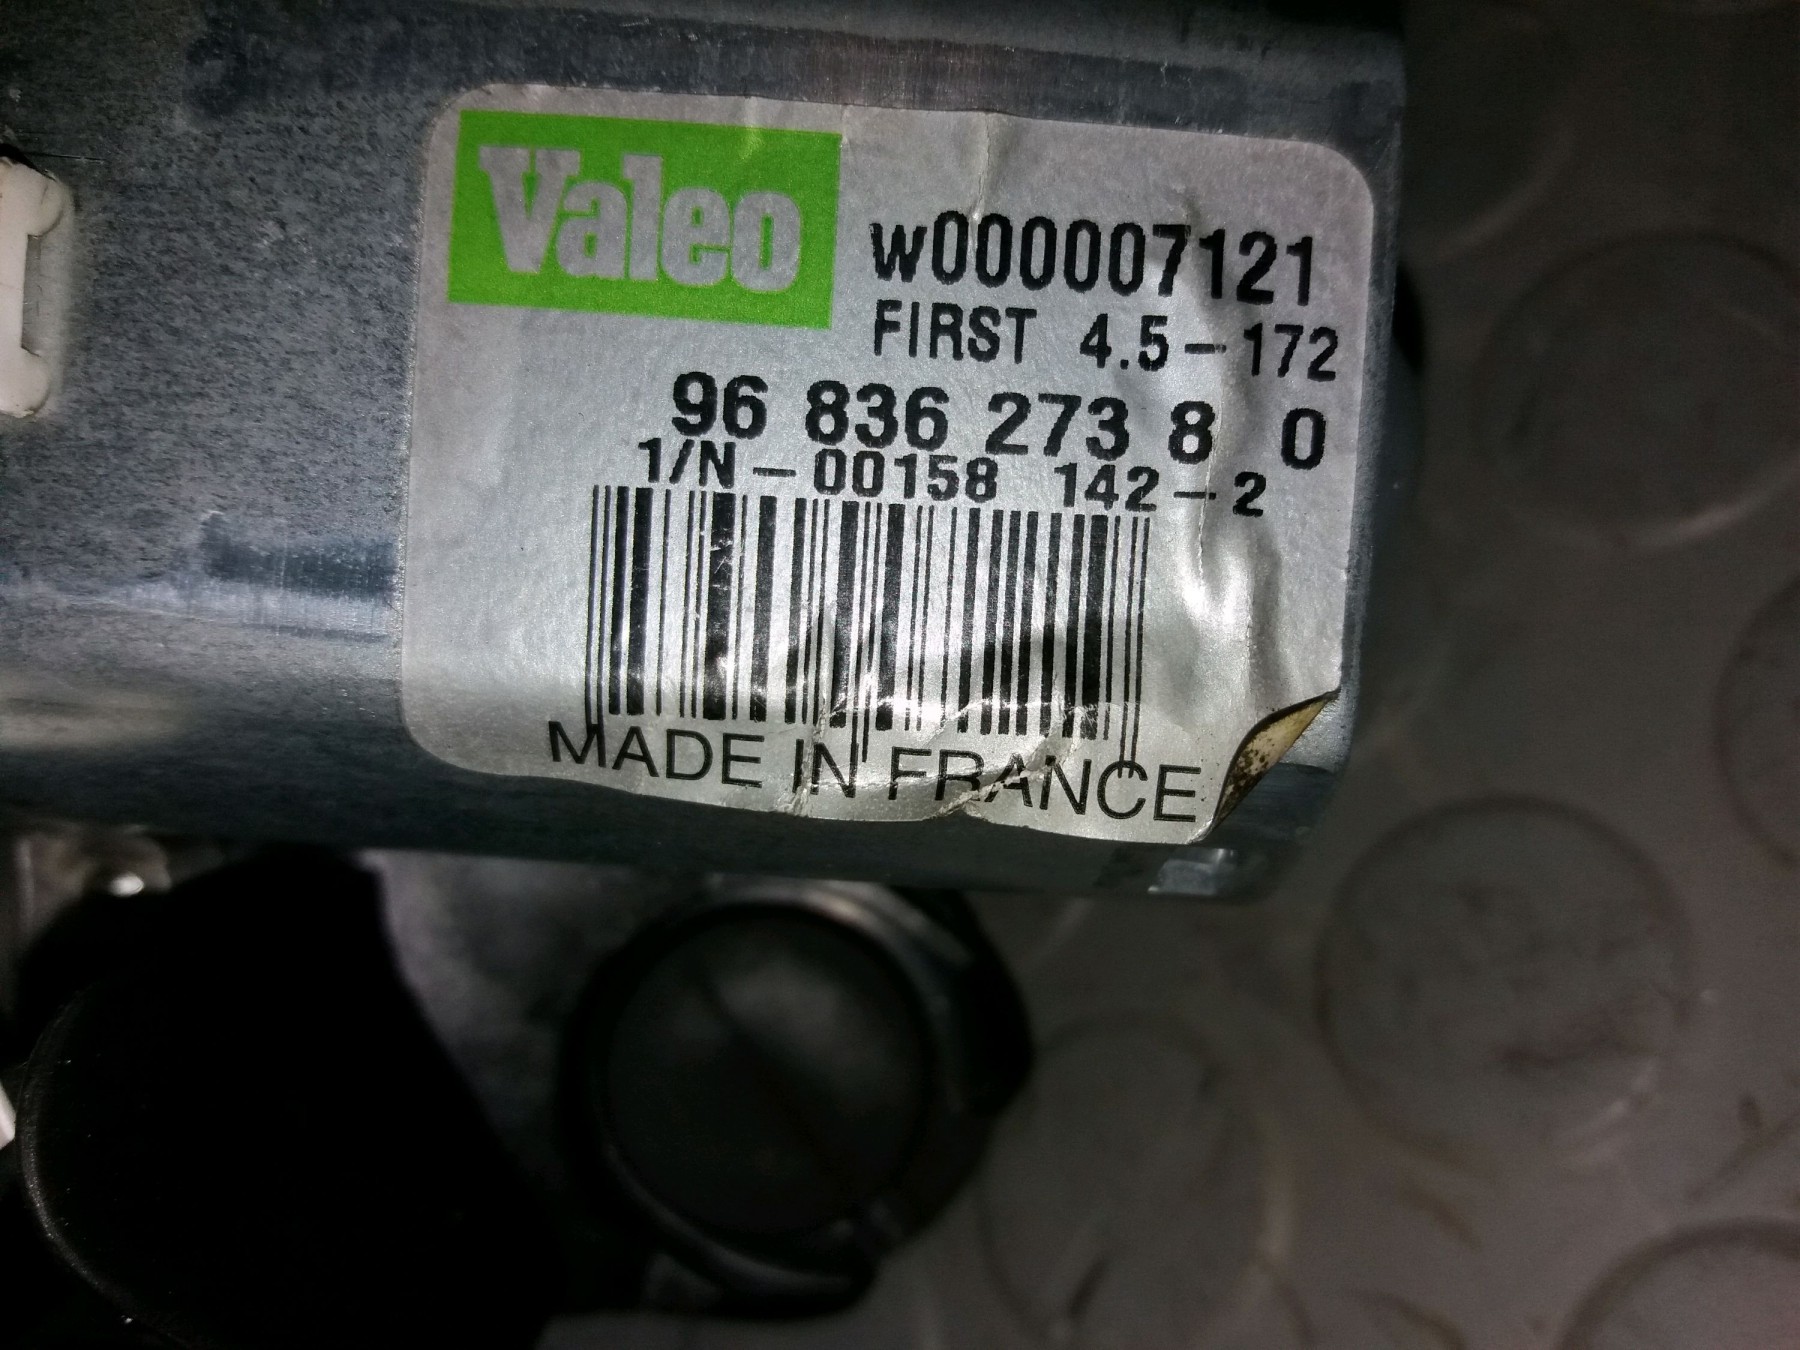 Valeo
W000007121
FIRST 4.5-172
96 836 273 8 0
1/N-00158 142-2
MADE IN FRANCE